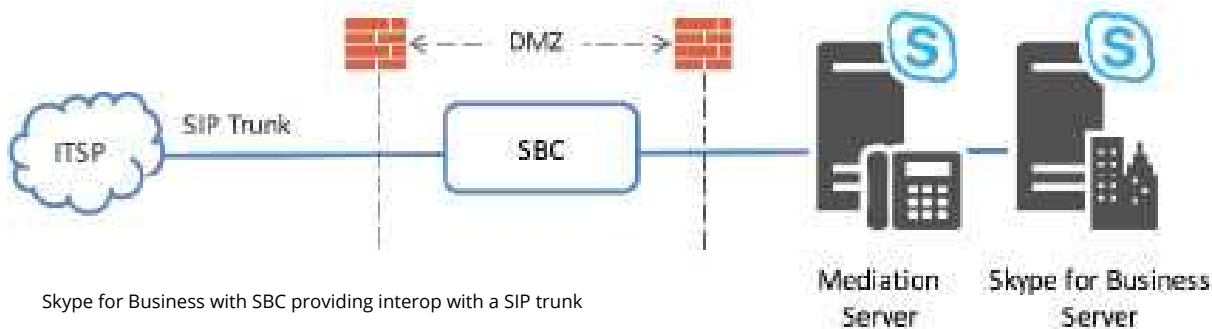 DMZ
S
S
SIP Trunk
ITSP
SBC
Mediation
Server
Skype for Business
Server
Skype for Business with SBC providing interop with a SIP trunk